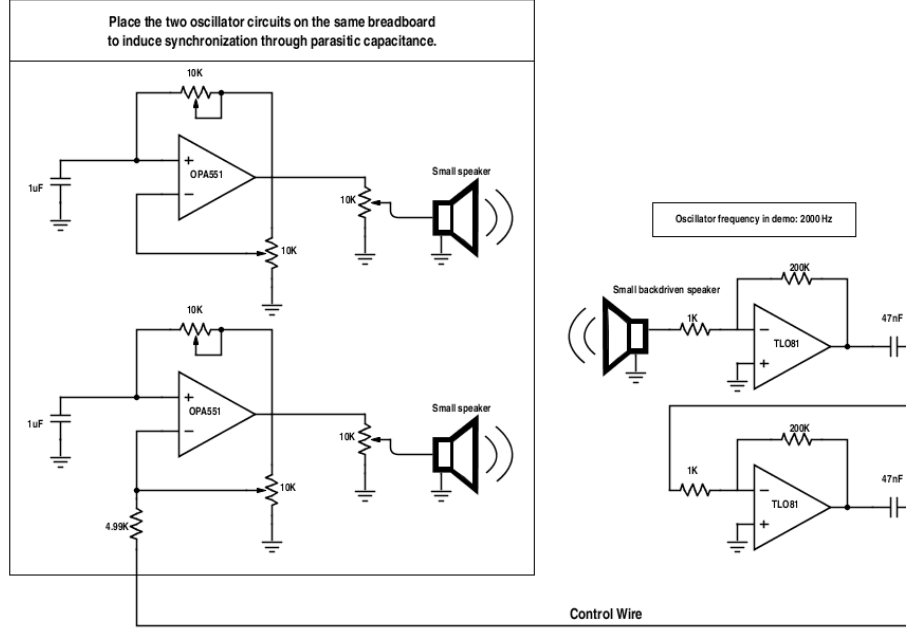 Place the two oscillator circuits on the same breadboard
to induce synchronization through parasitic capacitance.
10K
+
OPA551
−
1uF
10K
Small speaker
10K
10K
+
OPA551
−
1uF
10K
Small speaker
10K
4.99K
Oscillator frequency in demo: 2000 Hz
Small backdriven speaker
200K
1K
−
TLO81
+
47nF
200K
1K
−
TLO81
+
47nF
Control Wire